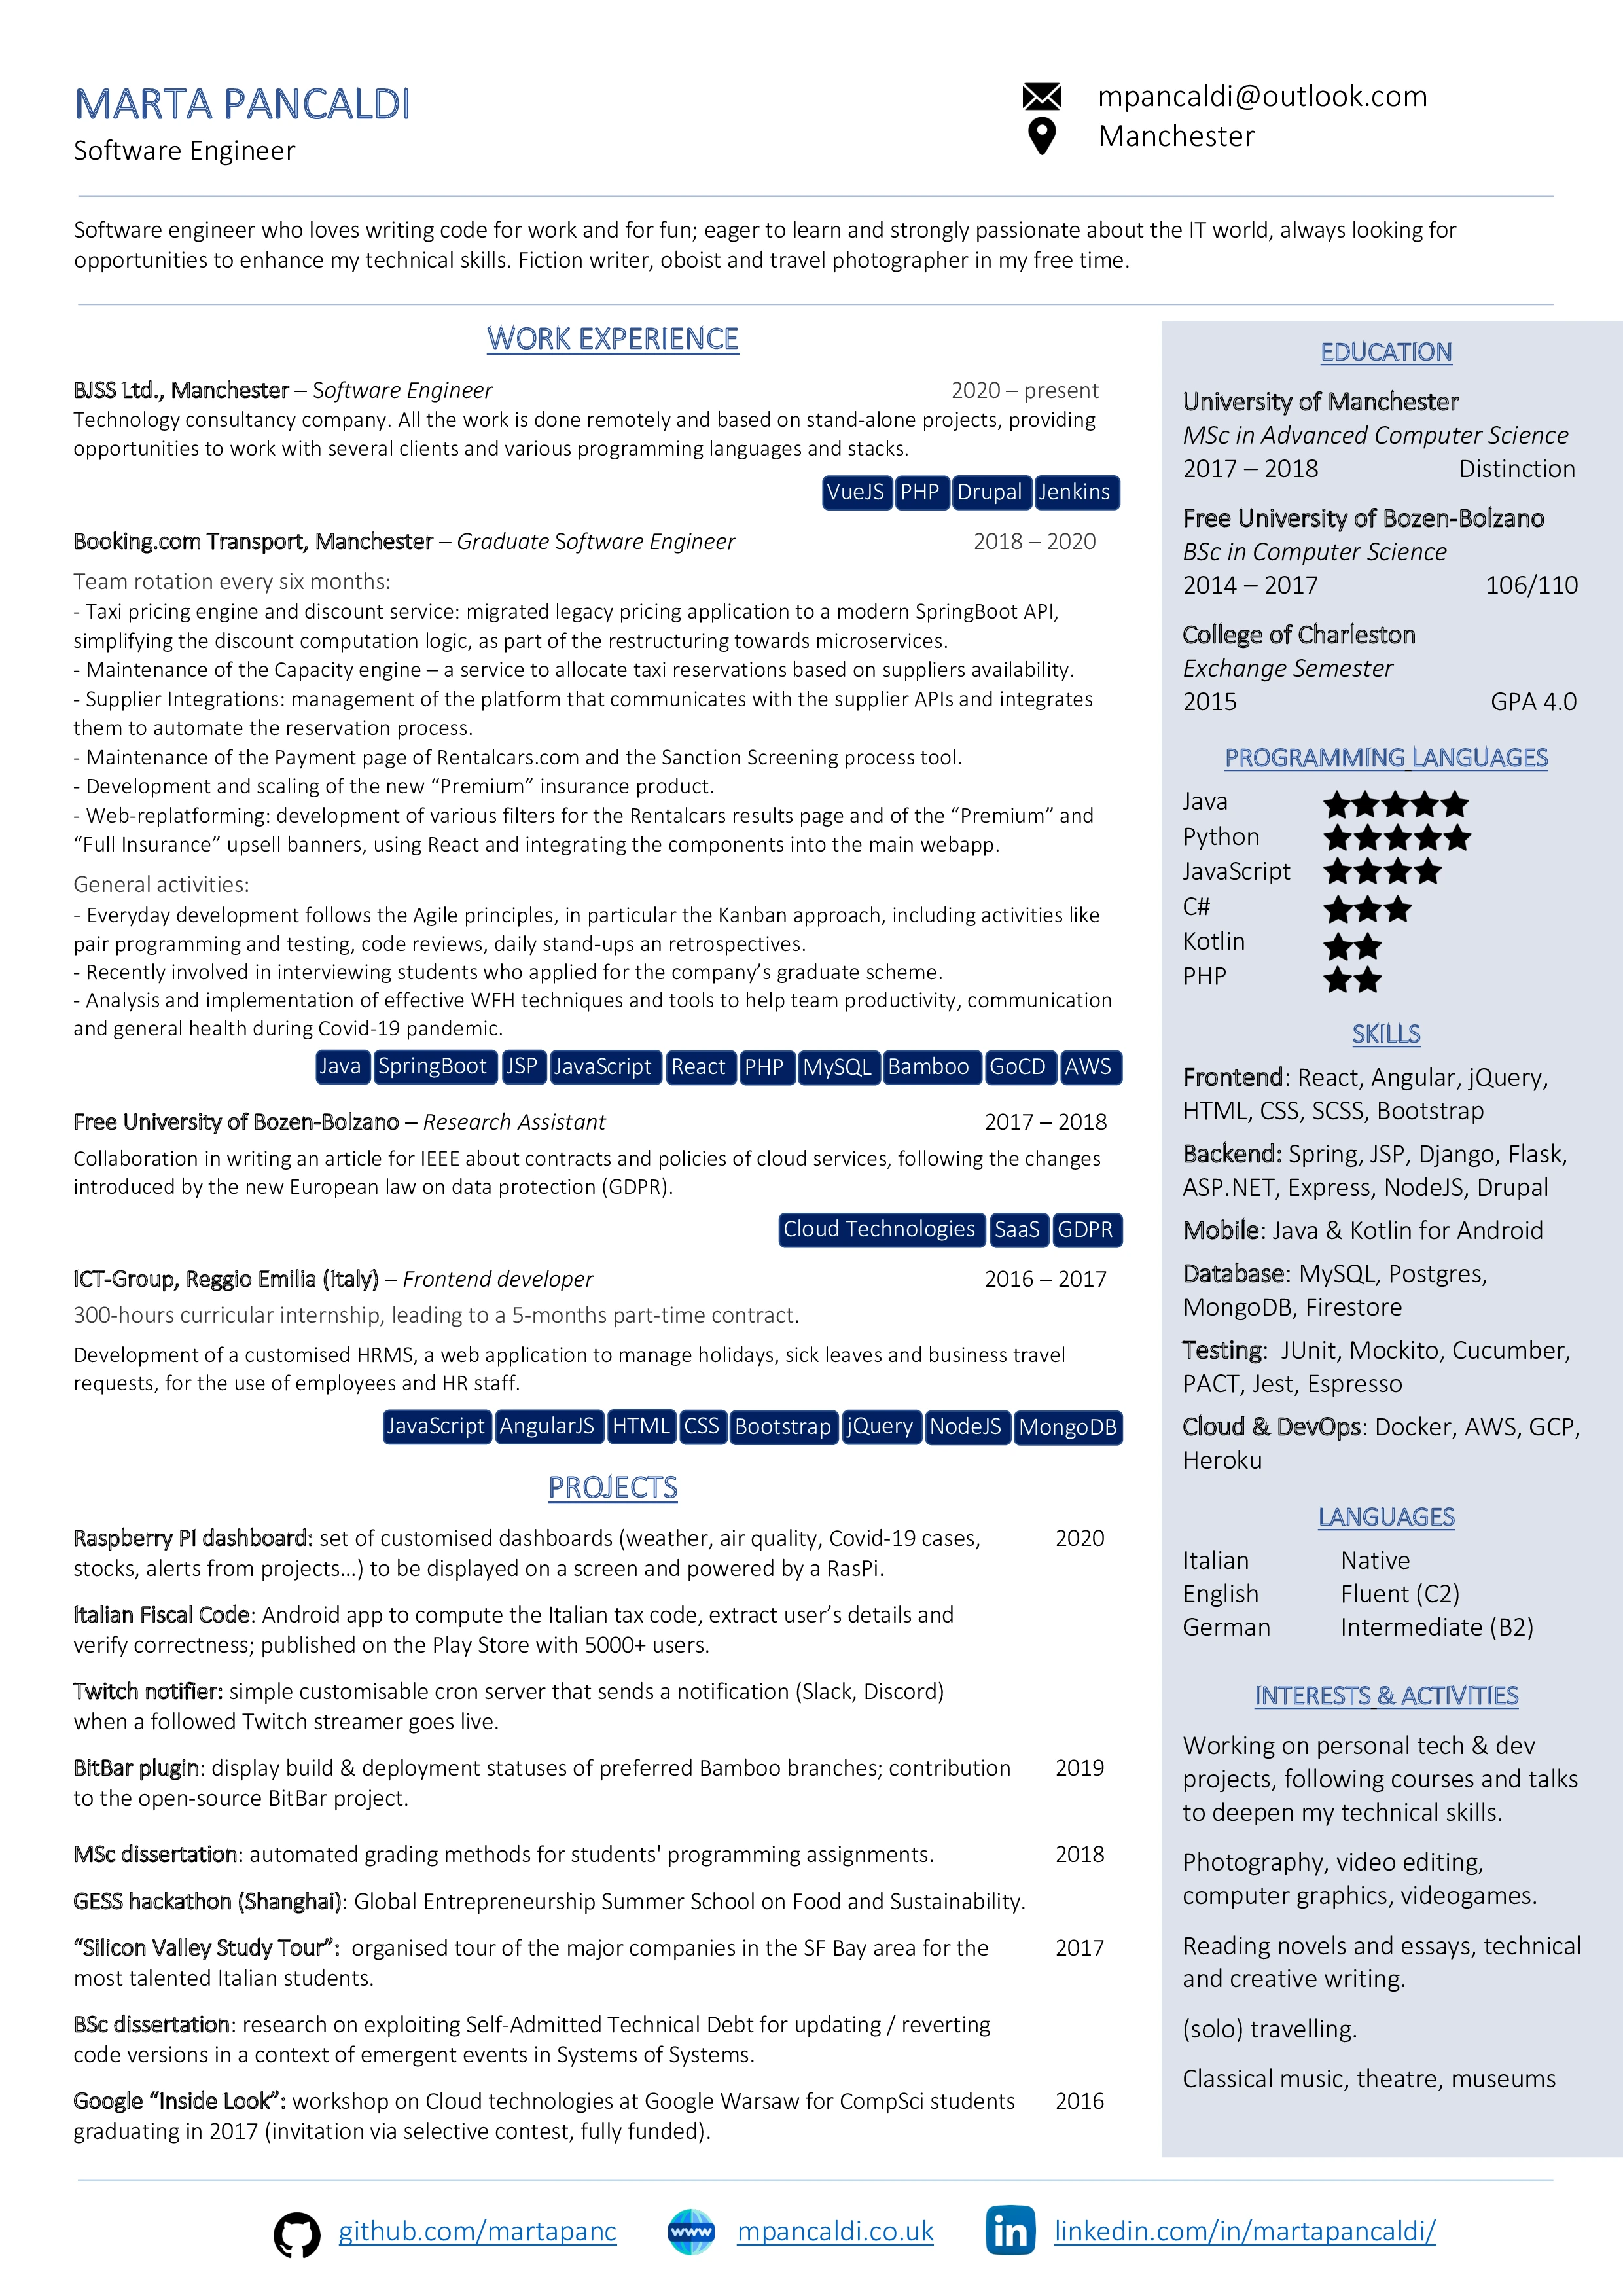 MARTA PANCALDI
Software Engineer
mpancaldi@outlook.com
Manchester
Software engineer who loves writing code for work and for fun; eager to learn and strongly passionate about the IT world, always looking for
opportunities to enhance my technical skills. Fiction writer, oboist and travel photographer in my free time.
WORK EXPERIENCE
BJSS Ltd., Manchester – Software Engineer 2020 – present
Technology consultancy company. All the work is done remotely and based on stand-alone projects, providing
opportunities to work with several clients and various programming languages and stacks.
VueJS PHP Drupal Jenkins
Booking.com Transport, Manchester – Graduate Software Engineer 2018 – 2020
Team rotation every six months:
- Taxi pricing engine and discount service: migrated legacy pricing application to a modern SpringBoot API,
simplifying the discount computation logic, as part of the restructuring towards microservices.
- Maintenance of the Capacity engine – a service to allocate taxi reservations based on suppliers availability.
- Supplier Integrations: management of the platform that communicates with the supplier APIs and integrates
them to automate the reservation process.
- Maintenance of the Payment page of Rentalcars.com and the Sanction Screening process tool.
- Development and scaling of the new “Premium” insurance product.
- Web-replatforming: development of various filters for the Rentalcars results page and of the “Premium” and
“Full Insurance” upsell banners, using React and integrating the components into the main webapp.
General activities:
- Everyday development follows the Agile principles, in particular the Kanban approach, including activities like
pair programming and testing, code reviews, daily stand-ups an retrospectives.
- Recently involved in interviewing students who applied for the company’s graduate scheme.
- Analysis and implementation of effective WFH techniques and tools to help team productivity, communication
and general health during Covid-19 pandemic.
Java SpringBoot JSP JavaScript React PHP MySQL Bamboo GoCD AWS
Free University of Bozen-Bolzano – Research Assistant 2017 – 2018
Collaboration in writing an article for IEEE about contracts and policies of cloud services, following the changes
introduced by the new European law on data protection (GDPR).
Cloud Technologies SaaS GDPR
ICT-Group, Reggio Emilia (Italy) – Frontend developer 2016 – 2017
300-hours curricular internship, leading to a 5-months part-time contract.
Development of a customised HRMS, a web application to manage holidays, sick leaves and business travel
requests, for the use of employees and HR staff.
JavaScript AngularJS HTML CSS Bootstrap jQuery NodeJS MongoDB
PROJECTS
Raspberry PI dashboard: set of customised dashboards (weather, air quality, Covid-19 cases, 2020
stocks, alerts from projects...) to be displayed on a screen and powered by a RasPi.
Italian Fiscal Code: Android app to compute the Italian tax code, extract user’s details and
verify correctness; published on the Play Store with 5000+ users.
Twitch notifier: simple customisable cron server that sends a notification (Slack, Discord)
when a followed Twitch streamer goes live.
BitBar plugin: display build & deployment statuses of preferred Bamboo branches; contribution 2019
to the open-source BitBar project.
MSc dissertation: automated grading methods for students' programming assignments. 2018
GESS hackathon (Shanghai): Global Entrepreneurship Summer School on Food and Sustainability.
“Silicon Valley Study Tour”: organised tour of the major companies in the SF Bay area for the 2017
most talented Italian students.
BSc dissertation: research on exploiting Self-Admitted Technical Debt for updating / reverting
code versions in a context of emergent events in Systems of Systems.
Google “Inside Look”: workshop on Cloud technologies at Google Warsaw for CompSci students 2016
graduating in 2017 (invitation via selective contest, fully funded).
EDUCATION
University of Manchester
MSc in Advanced Computer Science
2017 – 2018 Distinction
Free University of Bozen-Bolzano
BSc in Computer Science
2014 – 2017 106/110
College of Charleston
Exchange Semester
2015 GPA 4.0
PROGRAMMING LANGUAGES
Java
Python
JavaScript
C#
Kotlin
PHP
SKILLS
Frontend: React, Angular, jQuery,
HTML, CSS, SCSS, Bootstrap
Backend: Spring, JSP, Django, Flask,
ASP.NET, Express, NodeJS, Drupal
Mobile: Java & Kotlin for Android
Database: MySQL, Postgres,
MongoDB, Firestore
Testing: JUnit, Mockito, Cucumber,
PACT, Jest, Espresso
Cloud & DevOps: Docker, AWS, GCP,
Heroku
LANGUAGES
Italian Native
English Fluent (C2)
German Intermediate (B2)
INTERESTS & ACTIVITIES
Working on personal tech & dev
projects, following courses and talks
to deepen my technical skills.
Photography, video editing,
computer graphics, videogames.
Reading novels and essays, technical
and creative writing.
(solo) travelling.
Classical music, theatre, museums
github.com/martapanc
www
mpancaldi.co.uk
in
linkedin.com/in/martapancaldi/